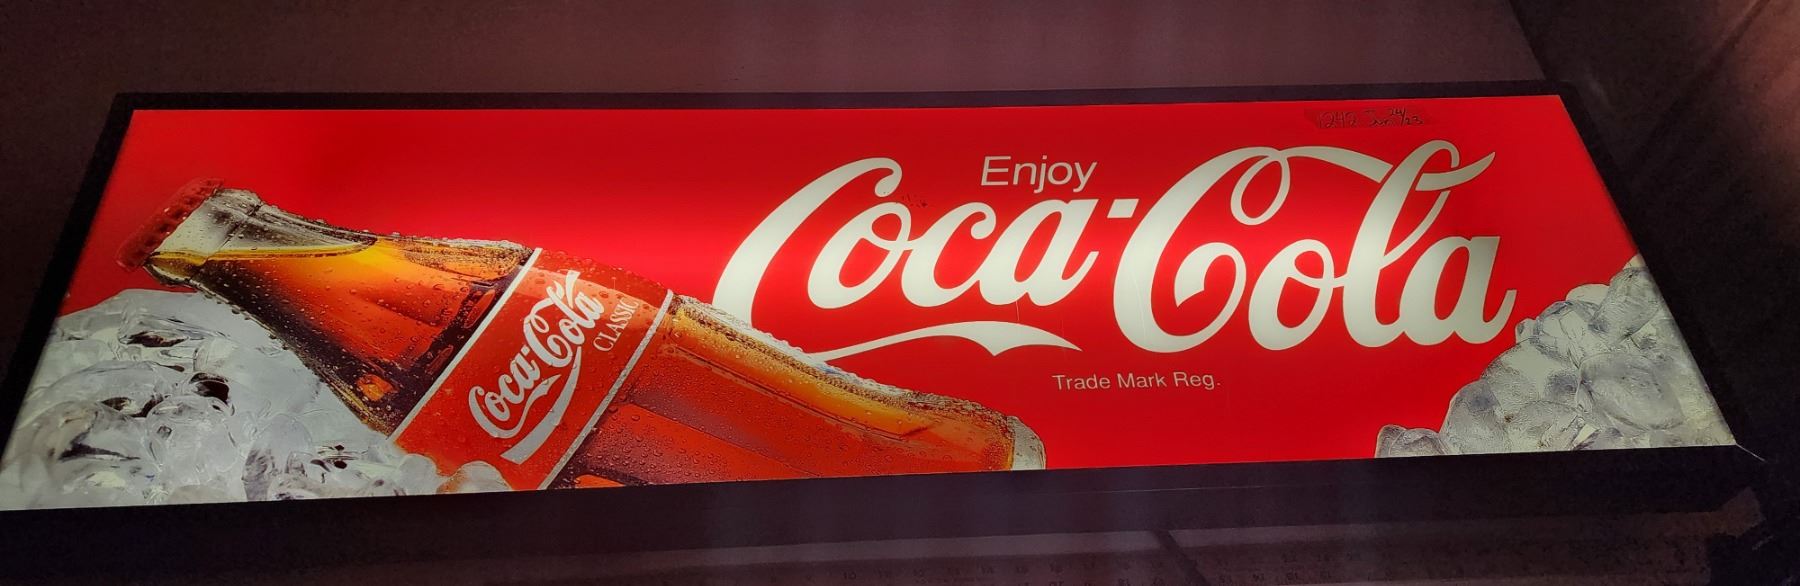 Enjoy
Coca-Cola
Trade Mark Reg.
Coca-Cola
CLASSIC